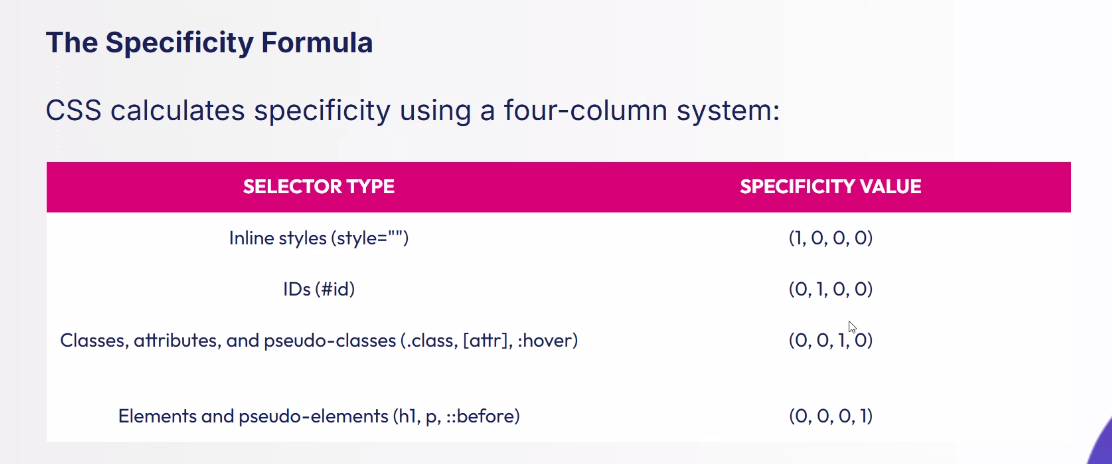 The Specificity Formula
CSS calculates specificity using a four-column system:
SELECTOR TYPE SPECIFICITY VALUE
Inline styles (style="") (1, 0, 0, 0)
IDs (#id) (0, 1, 0, 0)
Classes, attributes, and pseudo-classes (.class, [attr], :hover) (0, 0, 1, 0)
Elements and pseudo-elements (h1, p, ::before) (0, 0, 0, 1)